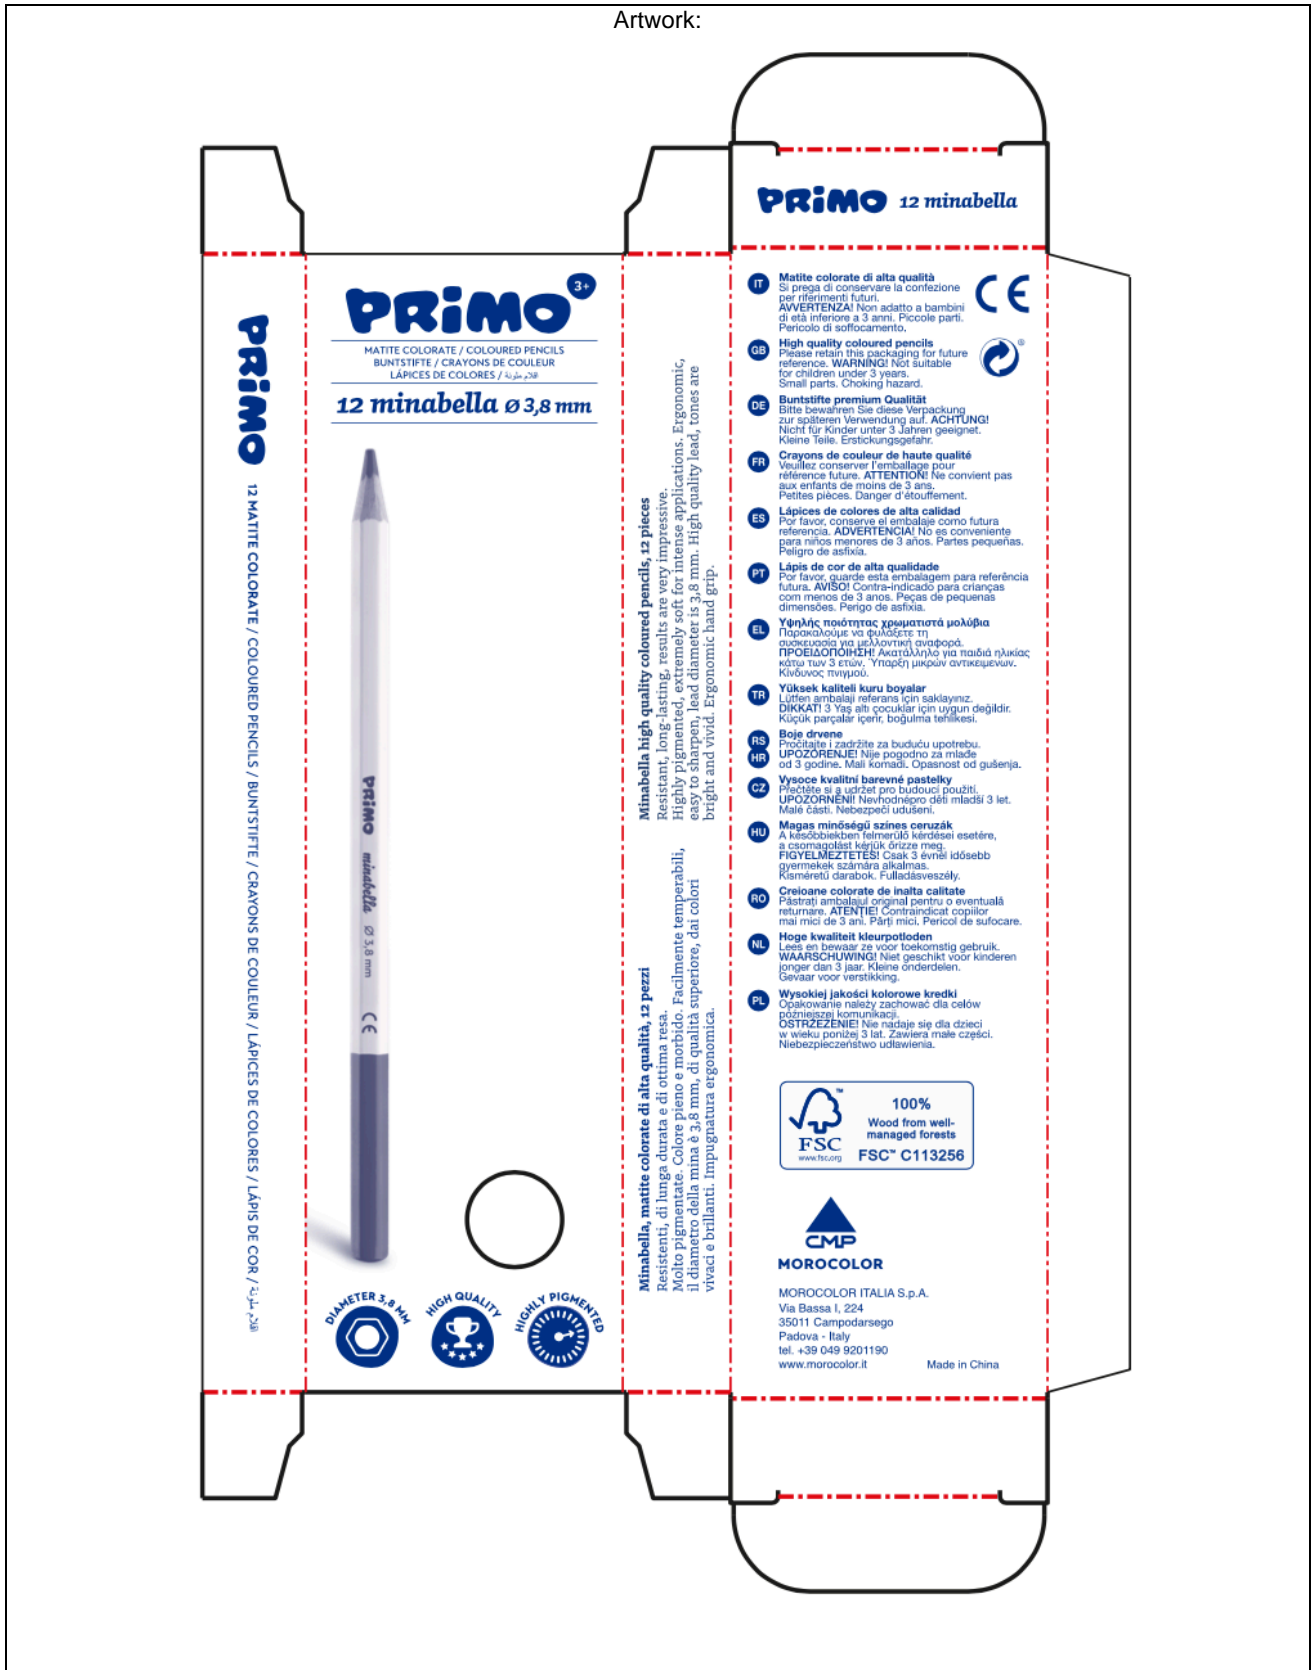 Artwork:
PRiMO 12 minabella
PRiMO 3+
MATITE COLORATE / COLOURED PENCILS
BUNTSTIFTE / CRAYONS DE COULEUR
LÁPICES DE COLORES / اقلام ملونة
12 minabella Ø 3,8 mm
PRiMO minabella Ø 3,8 mm CE
DIAMETER 3,8 MM
HIGH QUALITY
HIGHLY PIGMENTED
PRiMO 12 MATITE COLORATE / COLOURED PENCILS / BUNTSTIFTE / CRAYONS DE COULEUR / LÁPICES DE COLORES / LÁPIS DE COR / اقلام ملونة
Minabella high quality coloured pencils, 12 pieces
Resistant, long-lasting, results are very impressive.
Highly pigmented, extremely soft for intense applications. Ergonomic,
easy to sharpen, lead diameter is 3,8 mm. High quality lead, tones are
bright and vivid. Ergonomic hand grip.
Minabella, matite colorate di alta qualità, 12 pezzi
Resistenti, di lunga durata e di ottima resa.
Molto pigmentate. Colore pieno e morbido. Facilmente temperabili,
il diametro della mina è 3,8 mm, di qualità superiore, dai colori
vivaci e brillanti. Impugnatura ergonomica.
IT Matite colorate di alta qualità
Si prega di conservare la confezione
per riferimenti futuri.
AVVERTENZA! Non adatto a bambini
di età inferiore a 3 anni. Piccole parti.
Pericolo di soffocamento.
CE
GB High quality coloured pencils
Please retain this packaging for future
reference. WARNING! Not suitable
for children under 3 years.
Small parts. Choking hazard.
®
DE Buntstifte premium Qualität
Bitte bewahren Sie diese Verpackung
zur späteren Verwendung auf. ACHTUNG!
Nicht für Kinder unter 3 Jahren geeignet.
Kleine Teile. Erstickungsgefahr.
FR Crayons de couleur de haute qualité
Veuillez conserver l'emballage pour
référence future. ATTENTION! Ne convient pas
aux enfants de moins de 3 ans.
Petites pièces. Danger d'étouffement.
ES Lápices de colores de alta calidad
Por favor, conserve el embalaje como futura
referencia. ADVERTENCIA! No es conveniente
para niños menores de 3 años. Partes pequeñas.
Peligro de asfixía.
PT Lápis de cor de alta qualidade
Por favor, guarde esta embalagem para referência
futura. AVISO! Contra-indicado para crianças
com menos de 3 anos. Peças de pequenas
dimensões. Perigo de asfixia.
EL Υψηλής ποιότητας χρωματιστά μολύβια
Παρακαλούμε να φυλάξετε τη
συσκευασία για μελλοντική αναφορά.
ΠΡΟΕΙΔΟΠΟΙΗΣΗ! Ακατάλληλο για παιδιά ηλικίας
κάτω των 3 ετών. Ύπαρξη μικρών αντικειμενων.
Κίνδυνος πνιγμού.
TR Yüksek kaliteli kuru boyalar
Lütfen ambalaji referans için saklayınız.
DİKKAT! 3 Yaş altı çocuklar için uygun değildir.
Küçük parçalar içerir, boğulma tehlikesi.
RS HR Boje drvene
Pročitajte i zadržite za buduću upotrebu.
UPOZORENJE! Nije pogodno za mlađe
od 3 godine. Mali komadi. Opasnost od gušenja.
CZ Vysoce kvalitní barevné pastelky
Přečtěte si a udržet pro budoucí použití.
UPOZORNĚNÍ! Nevhodnépro děti mladší 3 let.
Malé části. Nebezpečí udušení.
HU Magas minőségű színes ceruzák
A későbbiekben felmerülő kérdései esetére,
a csomagolást kérjük őrizze meg.
FIGYELMEZTETÉS! Csak 3 évnél idősebb
gyermekek számára alkalmas.
Kisméretű darabok. Fulladásveszély.
RO Creioane colorate de inalta calitate
Păstrați ambalajul original pentru o eventuală
returnare. ATENȚIE! Contraindicat copiilor
mai mici de 3 ani. Părți mici. Pericol de sufocare.
NL Hoge kwaliteit kleurpotloden
Lees en bewaar ze voor toekomstig gebruik.
WAARSCHUWING! Niet geschikt voor kinderen
jonger dan 3 jaar. Kleine onderdelen.
Gevaar voor verstikking.
PL Wysokiej jakości kolorowe kredki
Opakowanie należy zachować dla celów
późniejszej komunikacji.
OSTRZEŻENIE! Nie nadaje się dla dzieci
w wieku poniżej 3 lat. Zawiera małe części.
Niebezpieczeństwo udławienia.
FSC ™
www.fsc.org
100%
Wood from well-
managed forests
FSC™ C113256
CMP
MOROCOLOR
MOROCOLOR ITALIA S.p.A.
Via Bassa I, 224
35011 Campodarsego
Padova - Italy
tel. +39 049 9201190
www.morocolor.it
Made in China